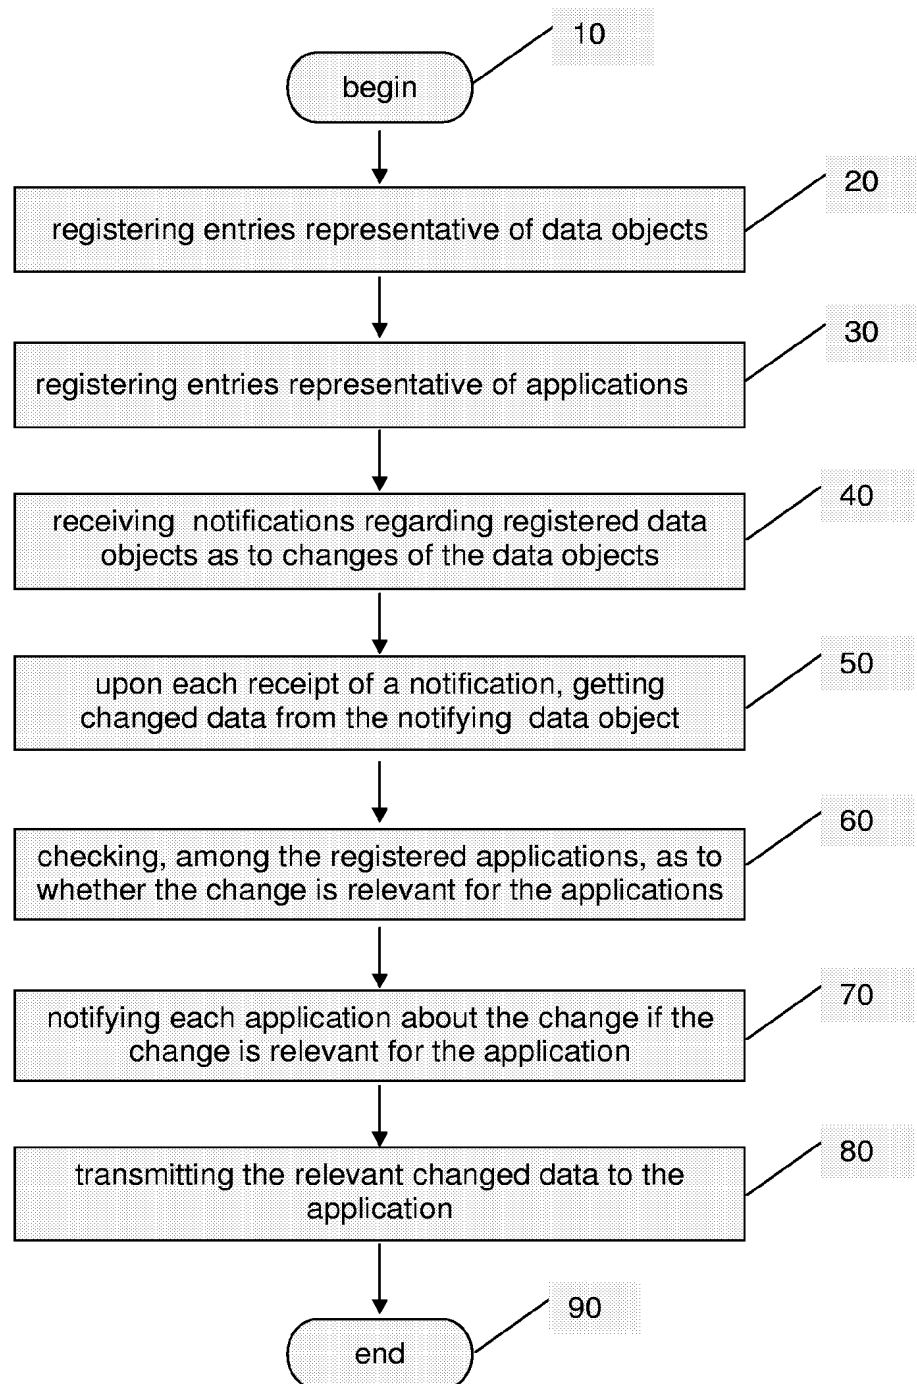 10
begin
20
registering entries representative of data objects
30
registering entries representative of applications
40
receiving notifications regarding registered data
objects as to changes of the data objects
50
upon each receipt of a notification, getting
changed data from the notifying data object
60
checking, among the registered applications, as to
whether the change is relevant for the applications
70
notifying each application about the change if the
change is relevant for the application
80
transmitting the relevant changed data to the
application
90
end